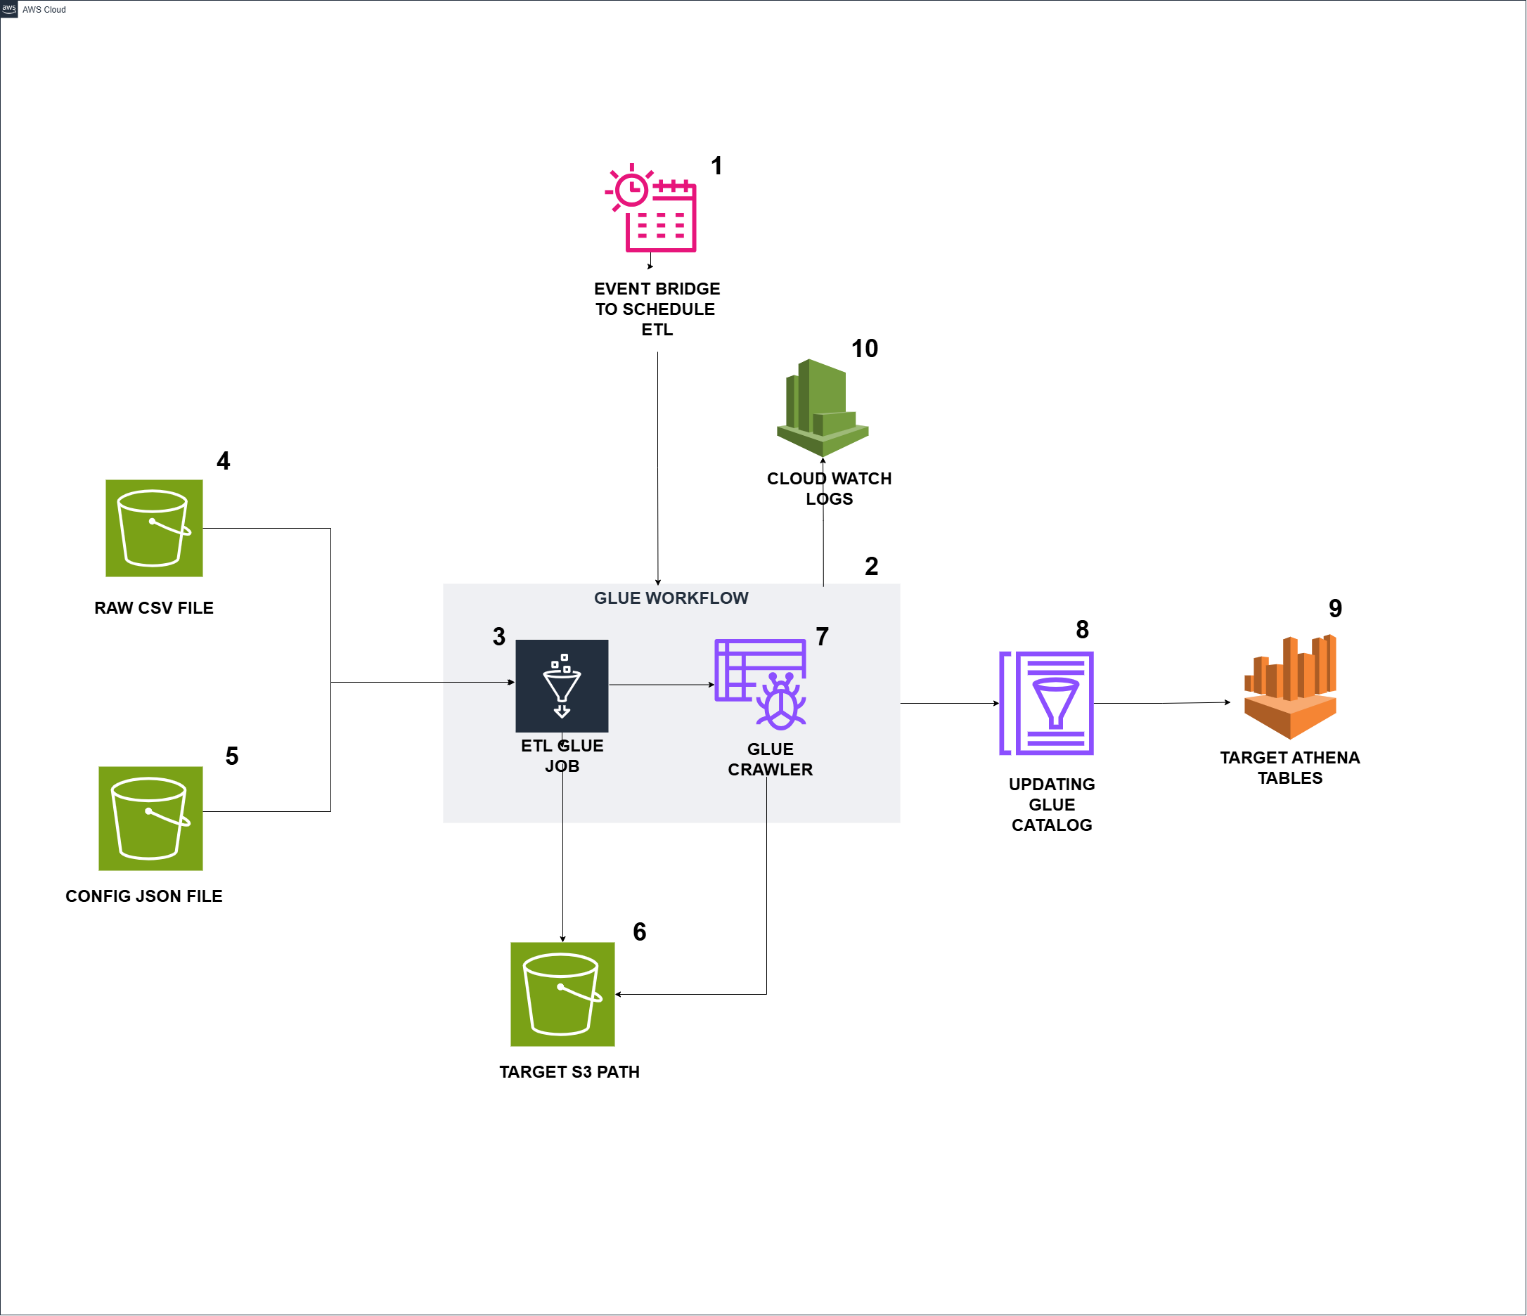 aws
AWS Cloud
1
EVENT BRIDGE
TO SCHEDULE
ETL
10
CLOUD WATCH
LOGS
4
RAW CSV FILE
2
GLUE WORKFLOW
3
ETL GLUE
JOB
7
GLUE
CRAWLER
8
UPDATING
GLUE
CATALOG
9
TARGET ATHENA
TABLES
5
CONFIG JSON FILE
6
TARGET S3 PATH